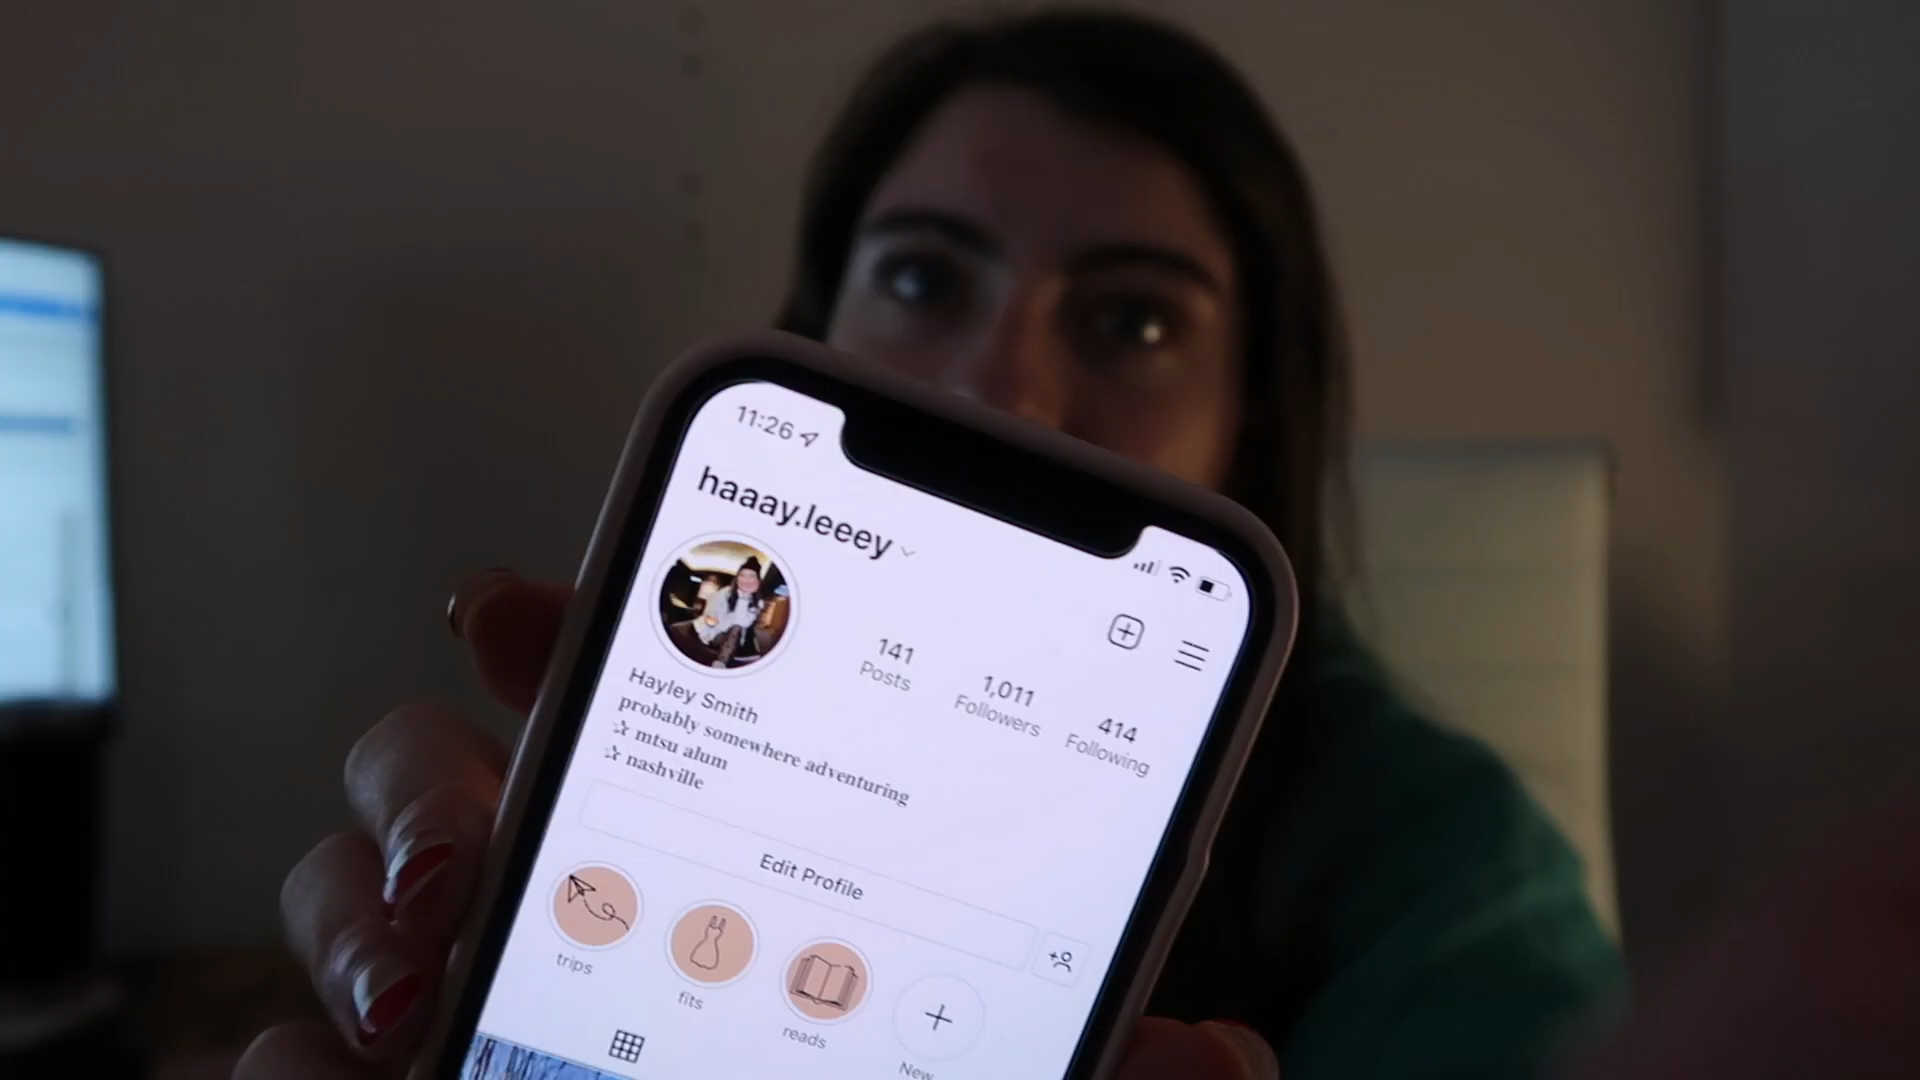 11:26
haaay.leeey
141
Posts
1,011
Followers
414
Following
Hayley Smith
probably somewhere adventuring
☆ mtsu alum
☆ nashville
Edit Profile
trips
fits
reads
New